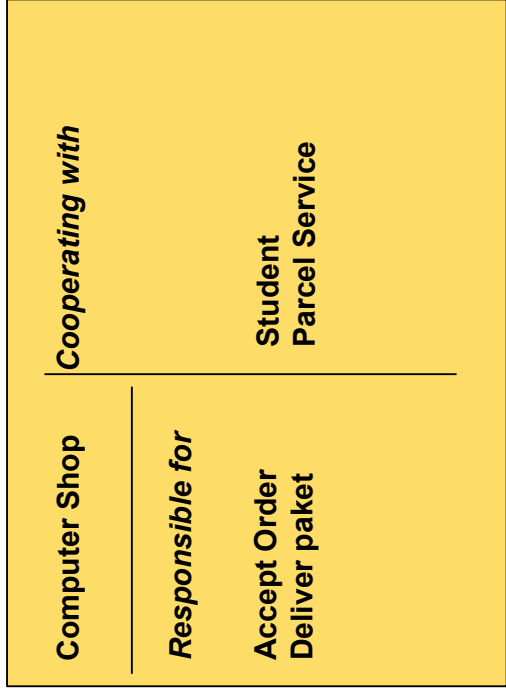 Computer Shop
Responsible for
Accept Order
Deliver paket
Cooperating with
Student
Parcel Service